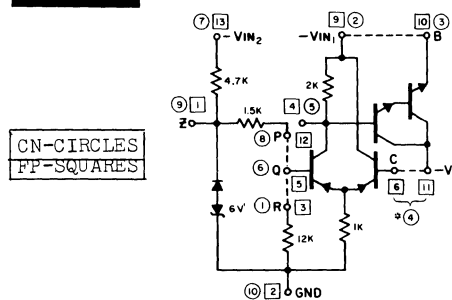 ⑦ 13 -VIN2
9 ② -VIN1
10 ③ B
4.7K
2K
⑨ 1 Z
1.5K
4 ⑤
⑧ P 12
⑥ Q 5
C 6 11 -V
*④
① R 3
6V'
12K
1K
⑩ 2 GND
CN-CIRCLES
FP-SQUARES